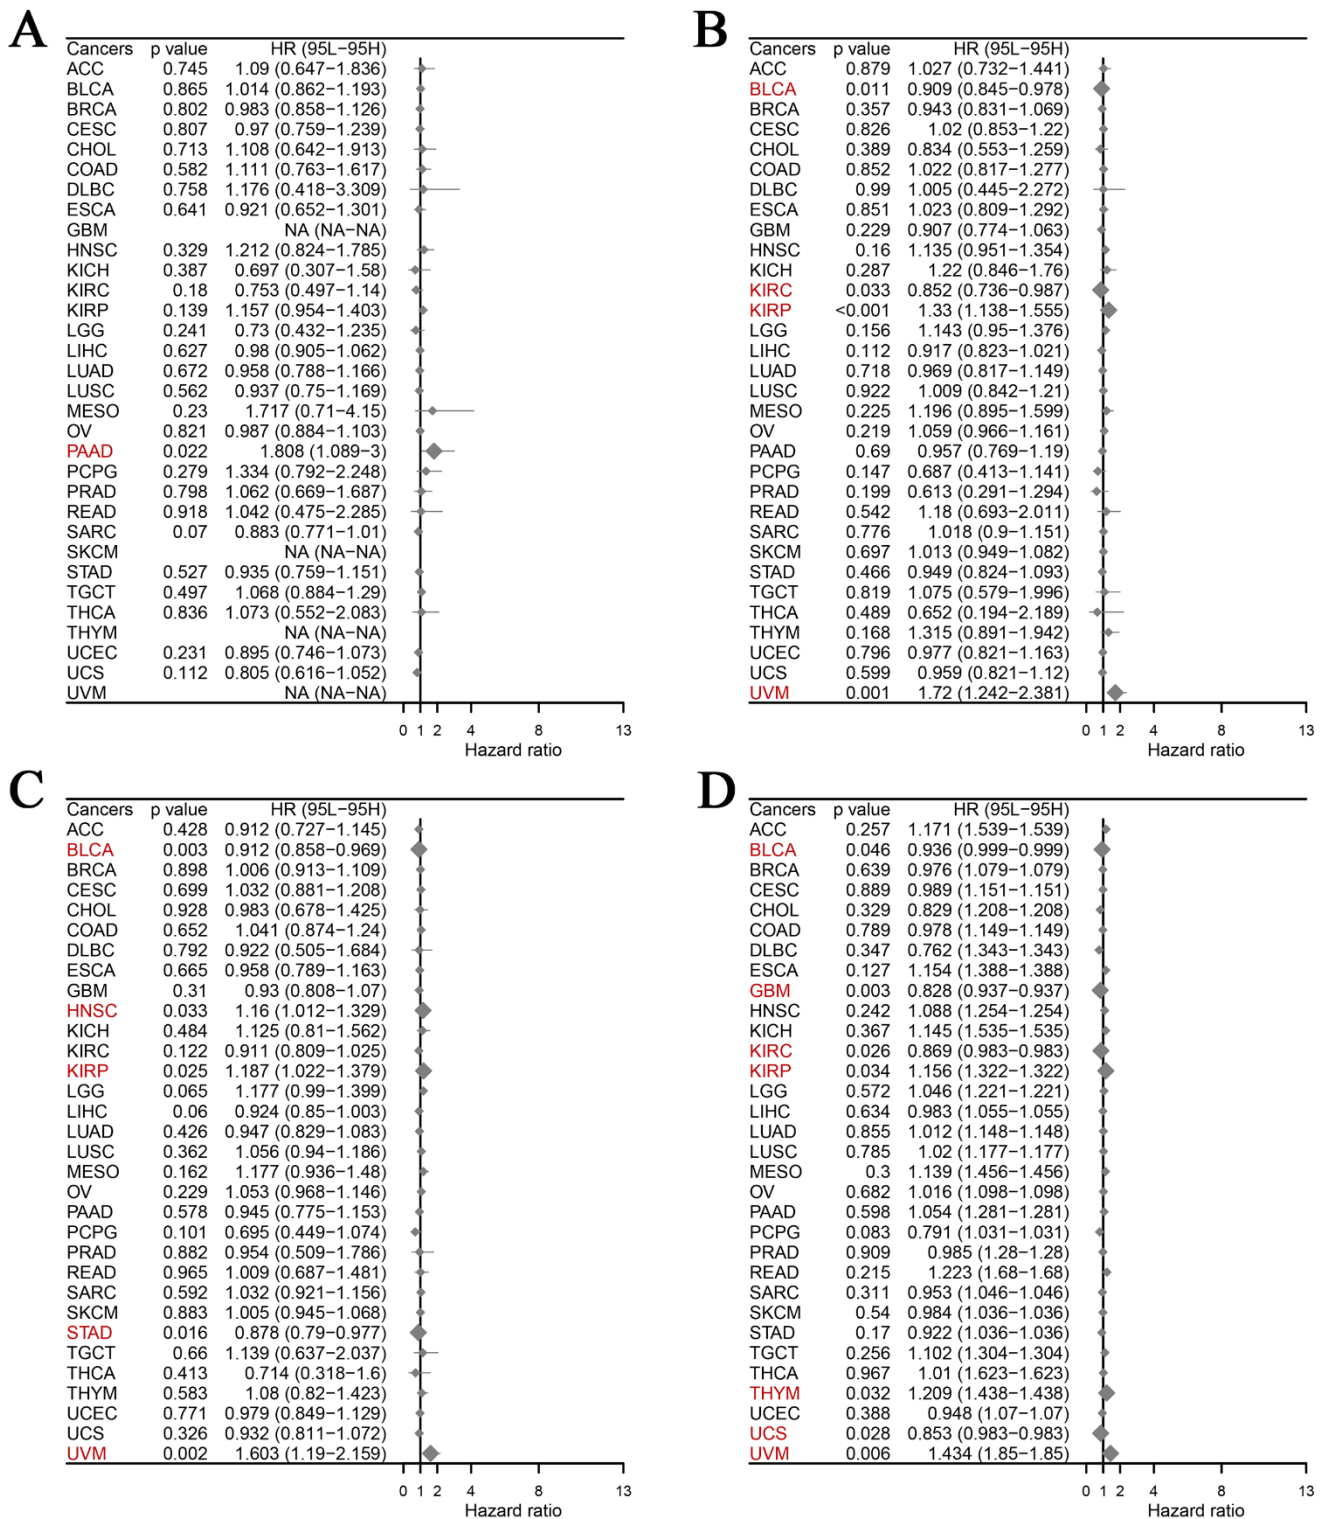 A
Cancers p value HR (95L−95H)
ACC 0.745 1.09 (0.647−1.836)
BLCA 0.865 1.014 (0.862−1.193)
BRCA 0.802 0.983 (0.858−1.126)
CESC 0.807 0.97 (0.759−1.239)
CHOL 0.713 1.108 (0.642−1.913)
COAD 0.582 1.111 (0.763−1.617)
DLBC 0.758 1.176 (0.418−3.309)
ESCA 0.641 0.921 (0.652−1.301)
GBM NA (NA−NA)
HNSC 0.329 1.212 (0.824−1.785)
KICH 0.387 0.697 (0.307−1.58)
KIRC 0.18 0.753 (0.497−1.14)
KIRP 0.139 1.157 (0.954−1.403)
LGG 0.241 0.73 (0.432−1.235)
LIHC 0.627 0.98 (0.905−1.062)
LUAD 0.672 0.958 (0.788−1.166)
LUSC 0.562 0.937 (0.75−1.169)
MESO 0.23 1.717 (0.71−4.15)
OV 0.821 0.987 (0.884−1.103)
PAAD 0.022 1.808 (1.089−3)
PCPG 0.279 1.334 (0.792−2.248)
PRAD 0.798 1.062 (0.669−1.687)
READ 0.918 1.042 (0.475−2.285)
SARC 0.07 0.883 (0.771−1.01)
SKCM NA (NA−NA)
STAD 0.527 0.935 (0.759−1.151)
TGCT 0.497 1.068 (0.884−1.29)
THCA 0.836 1.073 (0.552−2.083)
THYM NA (NA−NA)
UCEC 0.231 0.895 (0.746−1.073)
UCS 0.112 0.805 (0.616−1.052)
UVM NA (NA−NA)
0 1 2 4 8 13
Hazard ratio
B
Cancers p value HR (95L−95H)
ACC 0.879 1.027 (0.732−1.441)
BLCA 0.011 0.909 (0.845−0.978)
BRCA 0.357 0.943 (0.831−1.069)
CESC 0.826 1.02 (0.853−1.22)
CHOL 0.389 0.834 (0.553−1.259)
COAD 0.852 1.022 (0.817−1.277)
DLBC 0.99 1.005 (0.445−2.272)
ESCA 0.851 1.023 (0.809−1.292)
GBM 0.229 0.907 (0.774−1.063)
HNSC 0.16 1.135 (0.951−1.354)
KICH 0.287 1.22 (0.846−1.76)
KIRC 0.033 0.852 (0.736−0.987)
KIRP <0.001 1.33 (1.138−1.555)
LGG 0.156 1.143 (0.95−1.376)
LIHC 0.112 0.917 (0.823−1.021)
LUAD 0.718 0.969 (0.817−1.149)
LUSC 0.922 1.009 (0.842−1.21)
MESO 0.225 1.196 (0.895−1.599)
OV 0.219 1.059 (0.966−1.161)
PAAD 0.69 0.957 (0.769−1.19)
PCPG 0.147 0.687 (0.413−1.141)
PRAD 0.199 0.613 (0.291−1.294)
READ 0.542 1.18 (0.693−2.011)
SARC 0.776 1.018 (0.9−1.151)
SKCM 0.697 1.013 (0.949−1.082)
STAD 0.466 0.949 (0.824−1.093)
TGCT 0.819 1.075 (0.579−1.996)
THCA 0.489 0.652 (0.194−2.189)
THYM 0.168 1.315 (0.891−1.942)
UCEC 0.796 0.977 (0.821−1.163)
UCS 0.599 0.959 (0.821−1.12)
UVM 0.001 1.72 (1.242−2.381)
0 1 2 4 8 13
Hazard ratio
C
Cancers p value HR (95L−95H)
ACC 0.428 0.912 (0.727−1.145)
BLCA 0.003 0.912 (0.858−0.969)
BRCA 0.898 1.006 (0.913−1.109)
CESC 0.699 1.032 (0.881−1.208)
CHOL 0.928 0.983 (0.678−1.425)
COAD 0.652 1.041 (0.874−1.24)
DLBC 0.792 0.922 (0.505−1.684)
ESCA 0.665 0.958 (0.789−1.163)
GBM 0.31 0.93 (0.808−1.07)
HNSC 0.033 1.16 (1.012−1.329)
KICH 0.484 1.125 (0.81−1.562)
KIRC 0.122 0.911 (0.809−1.025)
KIRP 0.025 1.187 (1.022−1.379)
LGG 0.065 1.177 (0.99−1.399)
LIHC 0.06 0.924 (0.85−1.003)
LUAD 0.426 0.947 (0.829−1.083)
LUSC 0.362 1.056 (0.94−1.186)
MESO 0.162 1.177 (0.936−1.48)
OV 0.229 1.053 (0.968−1.146)
PAAD 0.578 0.945 (0.775−1.153)
PCPG 0.101 0.695 (0.449−1.074)
PRAD 0.882 0.954 (0.509−1.786)
READ 0.965 1.009 (0.687−1.481)
SARC 0.592 1.032 (0.921−1.156)
SKCM 0.883 1.005 (0.945−1.068)
STAD 0.016 0.878 (0.79−0.977)
TGCT 0.66 1.139 (0.637−2.037)
THCA 0.413 0.714 (0.318−1.6)
THYM 0.583 1.08 (0.82−1.423)
UCEC 0.771 0.979 (0.849−1.129)
UCS 0.326 0.932 (0.811−1.072)
UVM 0.002 1.603 (1.19−2.159)
0 1 2 4 8 13
Hazard ratio
D
Cancers p value HR (95L−95H)
ACC 0.257 1.171 (1.539−1.539)
BLCA 0.046 0.936 (0.999−0.999)
BRCA 0.639 0.976 (1.079−1.079)
CESC 0.889 0.989 (1.151−1.151)
CHOL 0.329 0.829 (1.208−1.208)
COAD 0.789 0.978 (1.149−1.149)
DLBC 0.347 0.762 (1.343−1.343)
ESCA 0.127 1.154 (1.388−1.388)
GBM 0.003 0.828 (0.937−0.937)
HNSC 0.242 1.088 (1.254−1.254)
KICH 0.367 1.145 (1.535−1.535)
KIRC 0.026 0.869 (0.983−0.983)
KIRP 0.034 1.156 (1.322−1.322)
LGG 0.572 1.046 (1.221−1.221)
LIHC 0.634 0.983 (1.055−1.055)
LUAD 0.855 1.012 (1.148−1.148)
LUSC 0.785 1.02 (1.177−1.177)
MESO 0.3 1.139 (1.456−1.456)
OV 0.682 1.016 (1.098−1.098)
PAAD 0.598 1.054 (1.281−1.281)
PCPG 0.083 0.791 (1.031−1.031)
PRAD 0.909 0.985 (1.28−1.28)
READ 0.215 1.223 (1.68−1.68)
SARC 0.311 0.953 (1.046−1.046)
SKCM 0.54 0.984 (1.036−1.036)
STAD 0.17 0.922 (1.036−1.036)
TGCT 0.256 1.102 (1.304−1.304)
THCA 0.967 1.01 (1.623−1.623)
THYM 0.032 1.209 (1.438−1.438)
UCEC 0.388 0.948 (1.07−1.07)
UCS 0.028 0.853 (0.983−0.983)
UVM 0.006 1.434 (1.85−1.85)
0 1 2 4 8 13
Hazard ratio